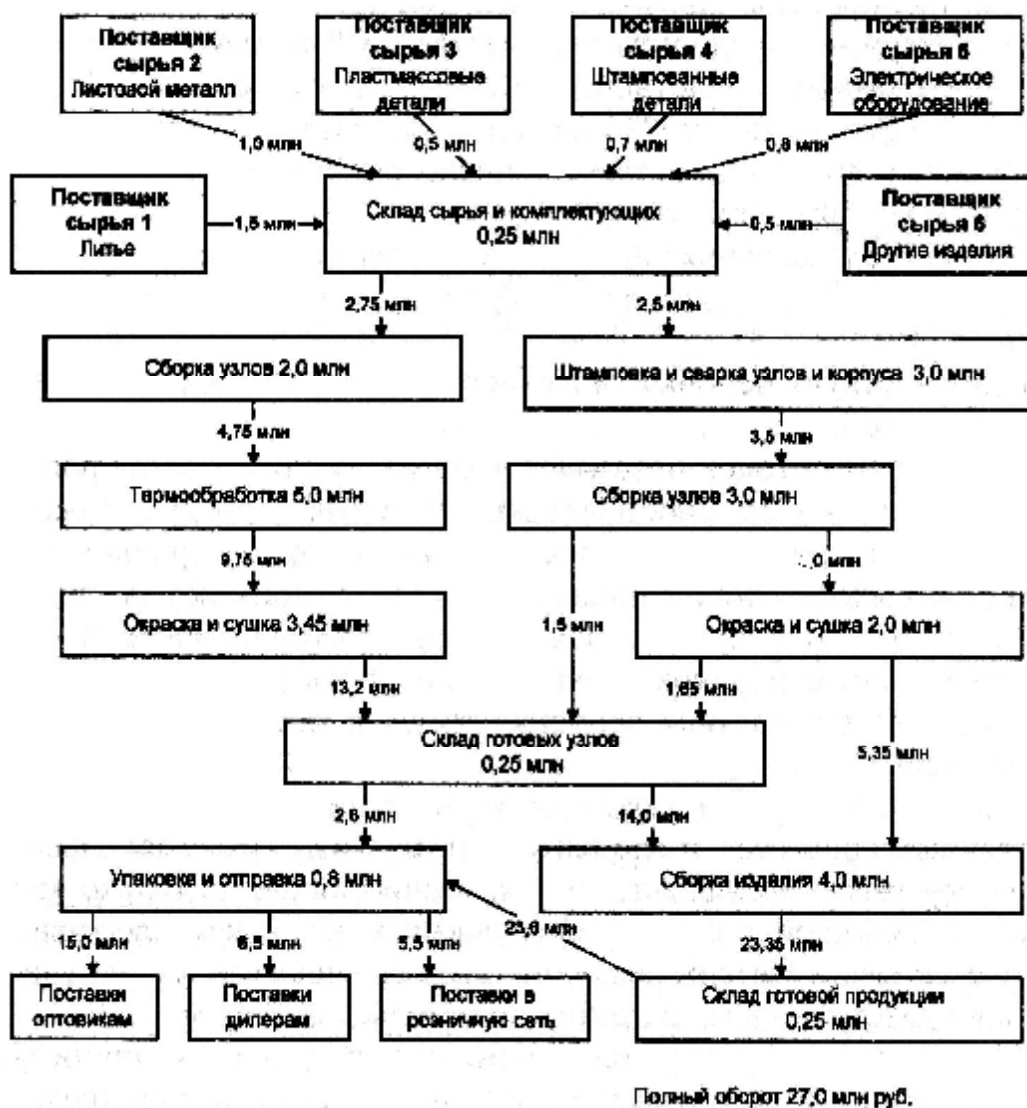 Поставщик
сырья 2
Листовой металл
Поставщик
сырья 3
Пластмассовые
детали
Поставщик
сырья 4
Штампованные
детали
Поставщик
сырья 5
Электрическое
оборудование
1,0 млн
0,5 млн
0,7 млн
0,8 млн
Поставщик
сырья 1
Литье
1,5 млн
Склад сырья и комплектующих
0,25 млн
0,5 млн
Поставщик
сырья 6
Другие изделия
2,75 млн
2,5 млн
Сборка узлов 2,0 млн
Штамповка и сварка узлов и корпуса 3,0 млн
4,75 млн
3,5 млн
Термообработка 5,0 млн
Сборка узлов 3,0 млн
9,75 млн
0 млн
Окраска и сушка 3,45 млн
1,5 млн
Окраска и сушка 2,0 млн
13,2 млн
1,65 млн
Склад готовых узлов
0,25 млн
5,35 млн
2,6 млн
14,0 млн
Упаковка и отправка 0,8 млн
Сборка изделия 4,0 млн
15,0 млн
6,5 млн
5,5 млн
23,6 млн
23,35 млн
Поставки
оптовикам
Поставки
дилерам
Поставки в
розничную сеть
Склад готовой продукции
0,25 млн
Полный оборот 27,0 млн руб.